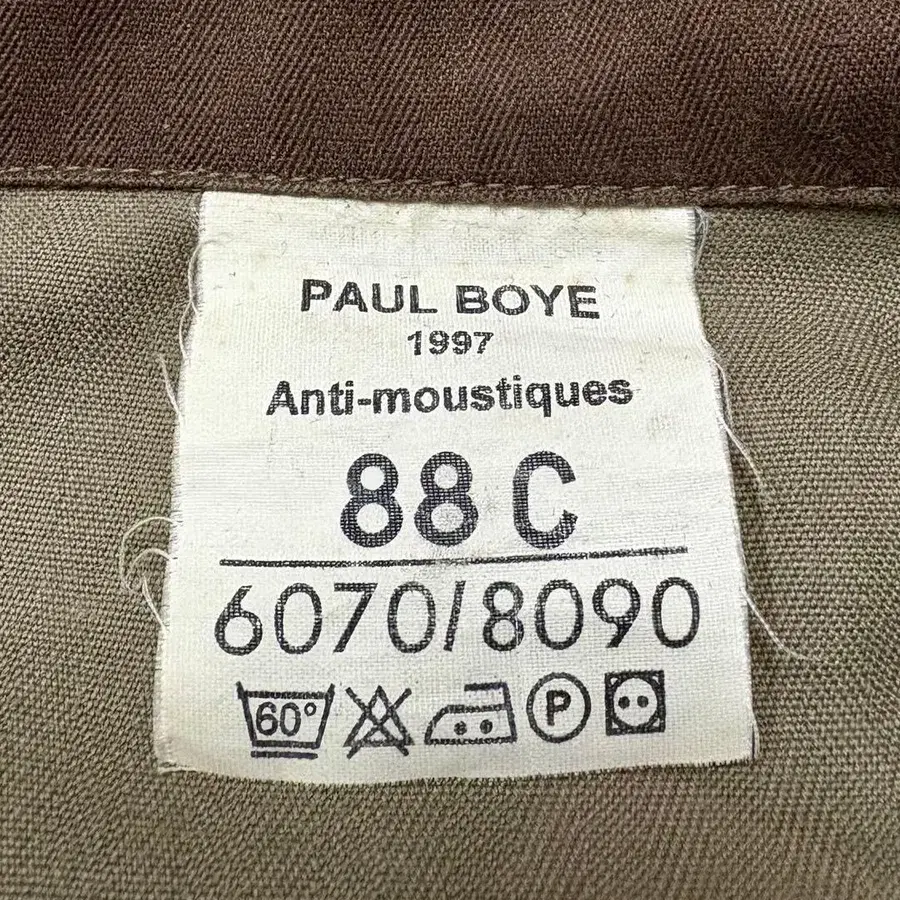 PAUL BOYE
1997
Anti-moustiques
88 C
6070/8090
60°
P